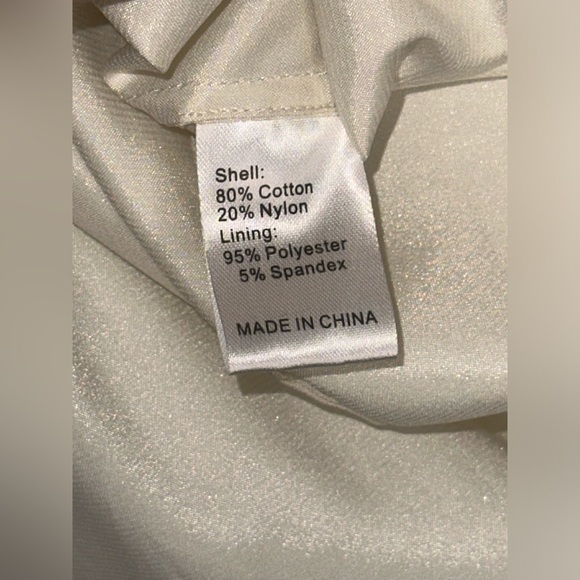 Shell:
80% Cotton
20% Nylon
Lining:
95% Polyester
5% Spandex
MADE IN CHINA